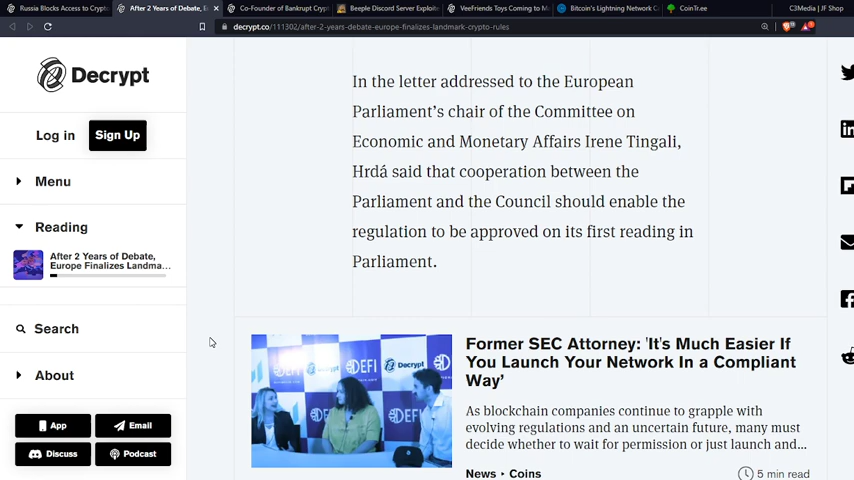 Russia Blocks Access to Crypto
After 2 Years of Debate, E
Co-Founder of Bankrupt Crypt
Beeple Discord Server Exploite
VeeFriends Toys Coming to M
Bitcoin's Lightning Network C
CoinTr.ee
C3Media | JF Shop
decrypt.co/111302/after-2-years-debate-europe-finalizes-landmark-crypto-rules
Decrypt
Log in
Sign Up
Menu
Reading
After 2 Years of Debate,
Europe Finalizes Landma...
Search
About
App
Email
Discuss
Podcast
In the letter addressed to the European
Parliament's chair of the Committee on
Economic and Monetary Affairs Irene Tingali,
Hrdá said that cooperation between the
Parliament and the Council should enable the
regulation to be approved on its first reading in
Parliament.
DEFI
Decrypt
DEFI
Former SEC Attorney: 'It's Much Easier If
You Launch Your Network In a Compliant
Way'
As blockchain companies continue to grapple with
evolving regulations and an uncertain future, many must
decide whether to wait for permission or just launch and...
News • Coins
5 min read